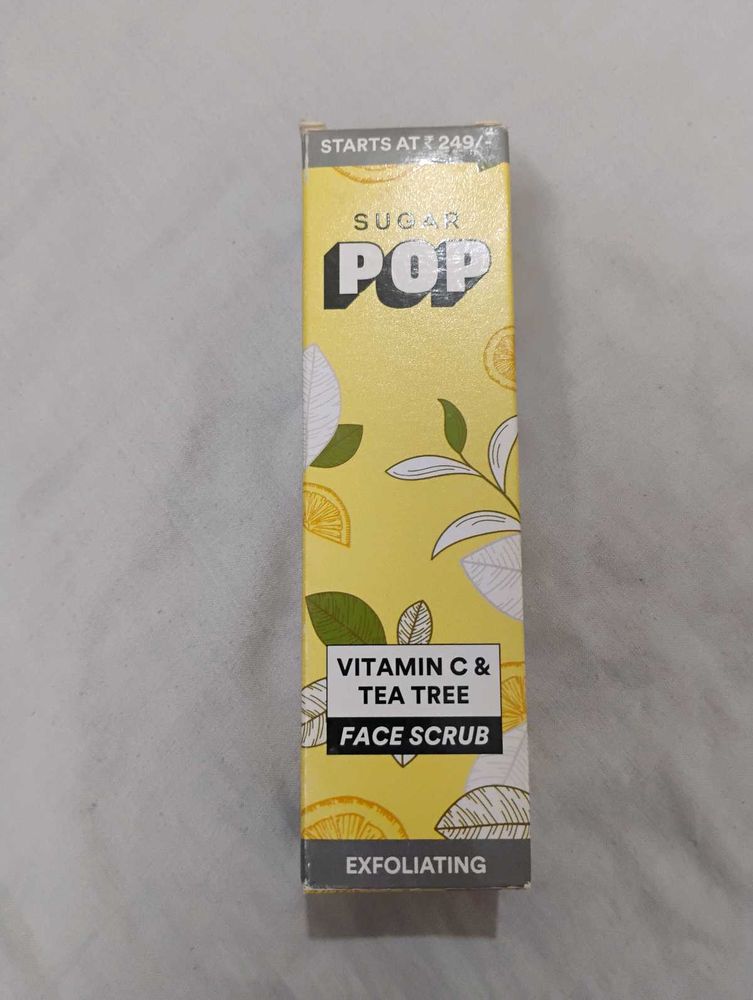 STARTS AT ₹ 249/-
SUGAR
POP
VITAMIN C &
TEA TREE
FACE SCRUB
EXFOLIATING